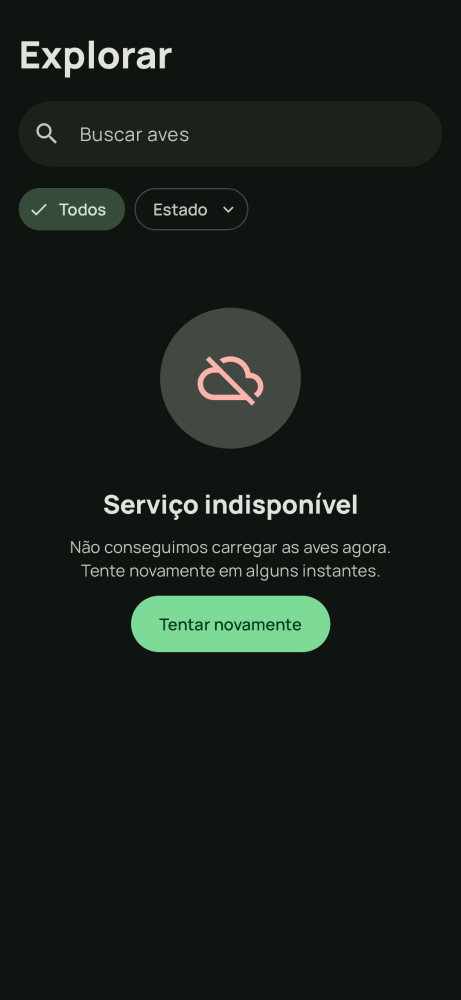 Explorar
Buscar aves
Todos
Estado
Serviço indisponível
Não conseguimos carregar as aves agora.
Tente novamente em alguns instantes.
Tentar novamente